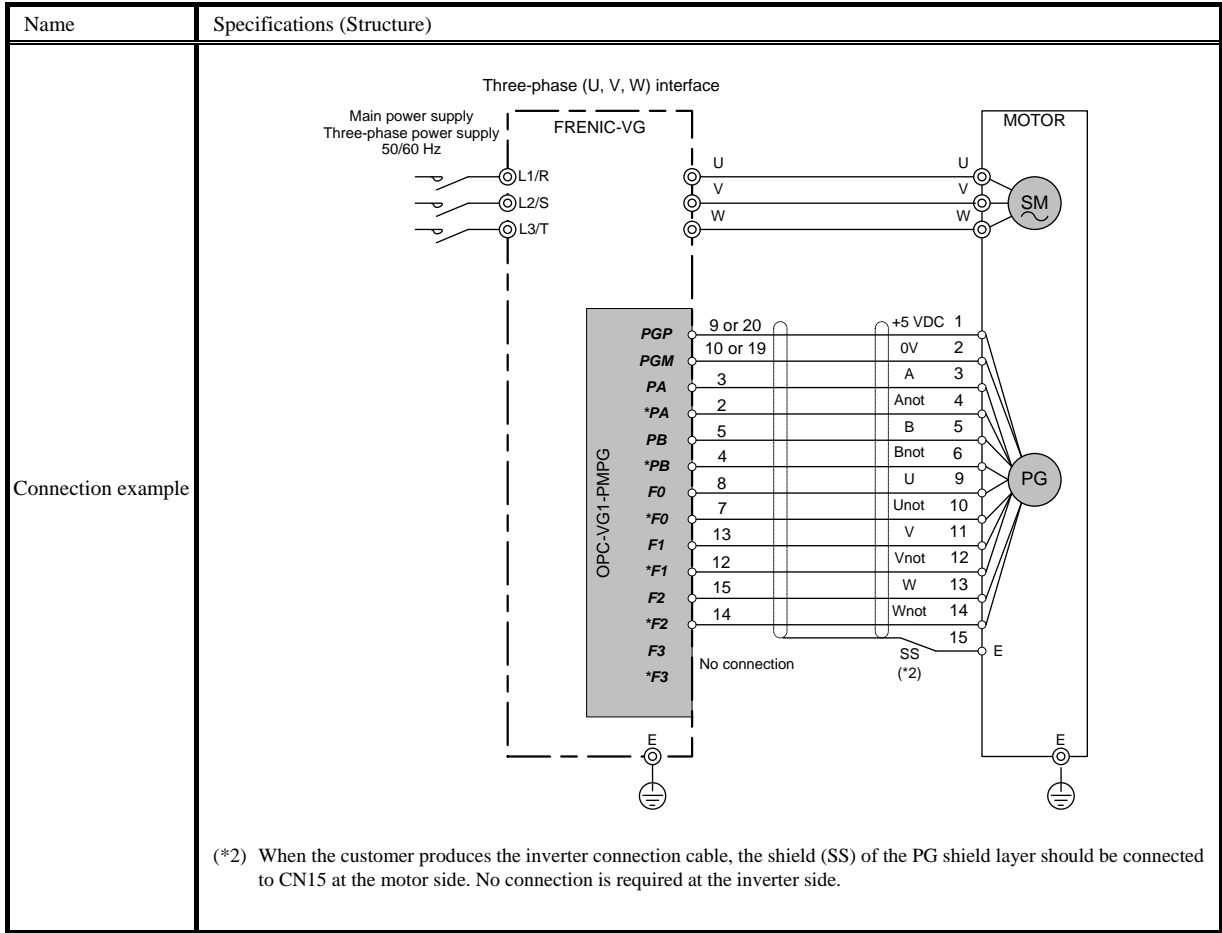 Name Specifications (Structure)
Connection example
Three-phase (U, V, W) interface
Main power supply
Three-phase power supply
50/60 Hz
FRENIC-VG
MOTOR
L1/R
L2/S
L3/T
U U
V V
W W
SM
OPC-VG1-PMPG
PGP 9 or 20 +5 VDC 1
PGM 10 or 19 0V 2
PA 3 A 3
*PA 2 Anot 4
PB 5 B 5
*PB 4 Bnot 6
F0 8 U 9
*F0 7 Unot 10
F1 13 V 11
*F1 12 Vnot 12
F2 15 W 13
*F2 14 Wnot 14
F3 15
*F3
No connection
SS
(*2)
E
PG
E E
(*2) When the customer produces the inverter connection cable, the shield (SS) of the PG shield layer should be connected
to CN15 at the motor side. No connection is required at the inverter side.